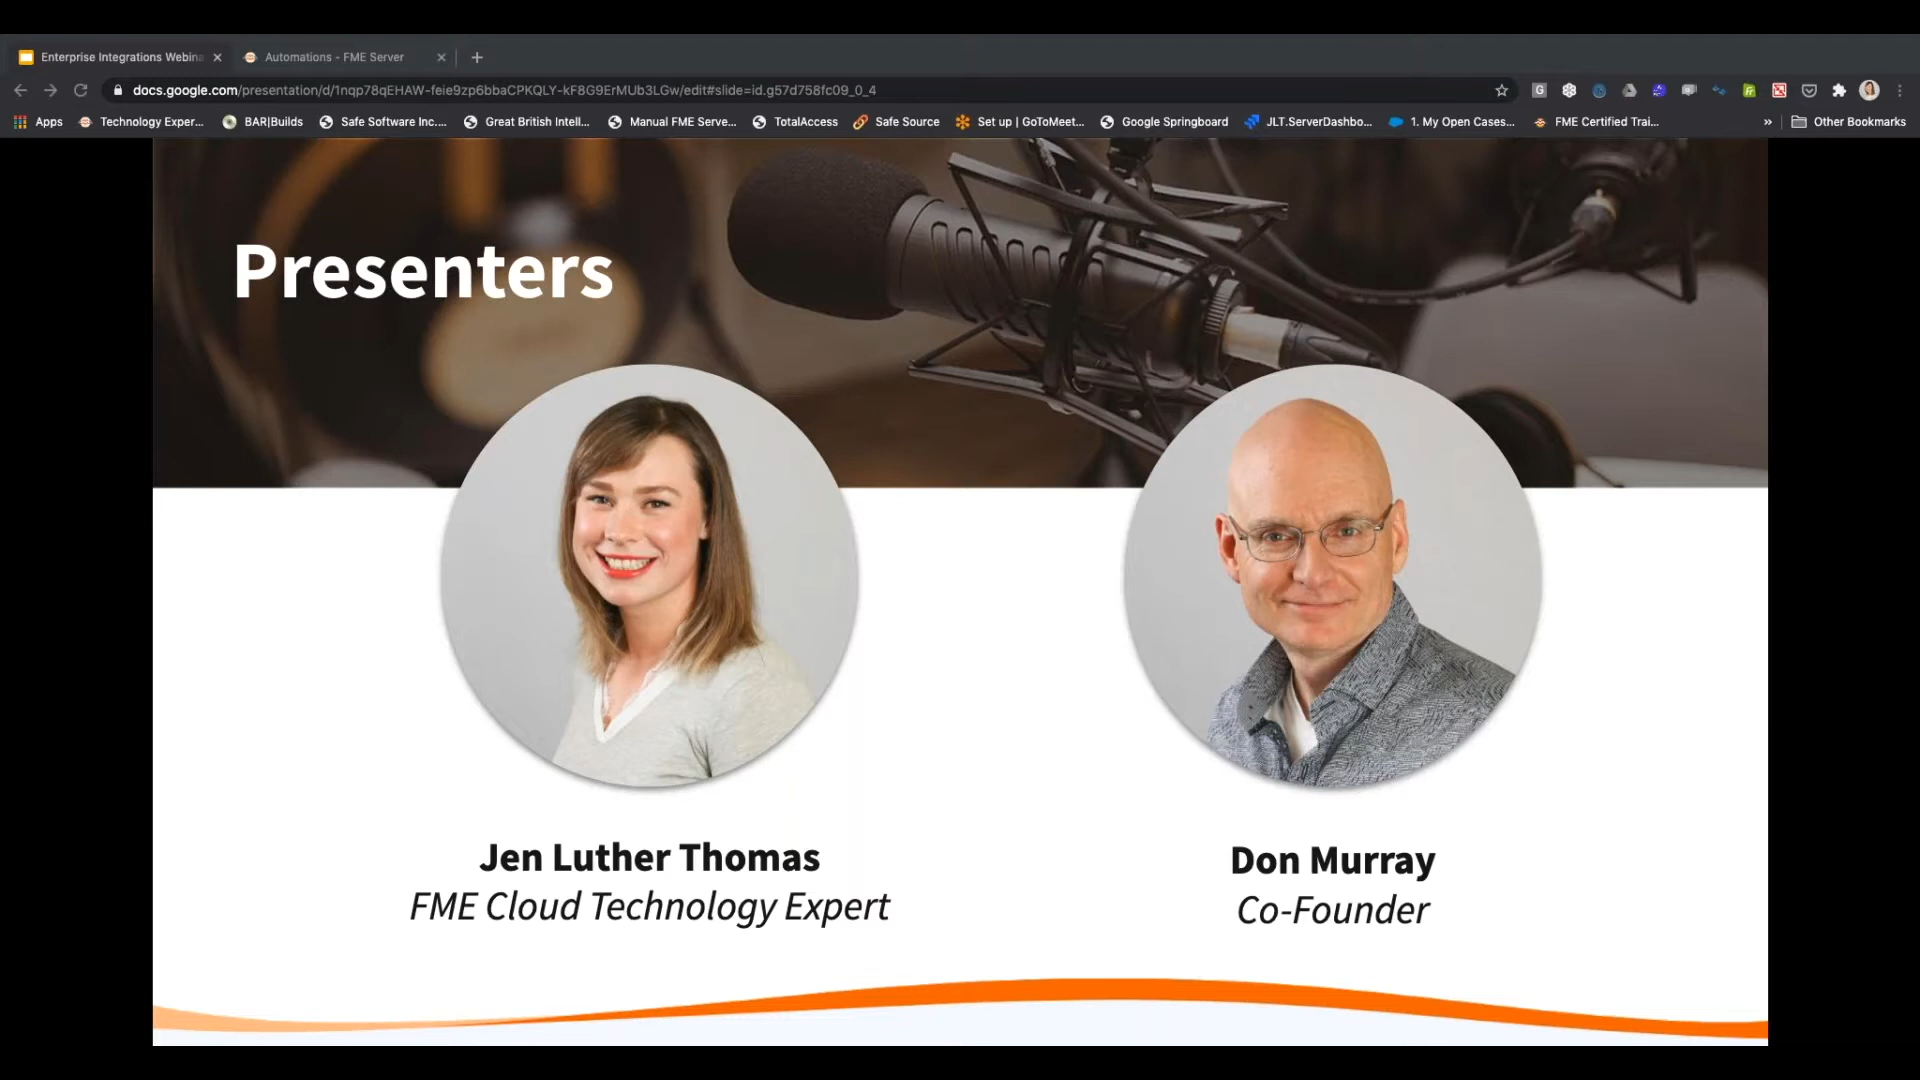 Enterprise Integrations Webina
Automations - FME Server
docs.google.com/presentation/d/1nqp78qEHAW-feie9zp6bbaCPKQLY-kF8G9ErMUb3LGw/edit#slide=id.g57d758fc09_0_4
Apps
Technology Exper...
BAR|Builds
Safe Software Inc....
Great British Intell...
Manual FME Serve...
TotalAccess
Safe Source
Set up | GoToMeet...
Google Springboard
JLT.ServerDashbo...
1. My Open Cases...
FME Certified Trai...
»
Other Bookmarks
Presenters
Jen Luther Thomas
FME Cloud Technology Expert
Don Murray
Co-Founder